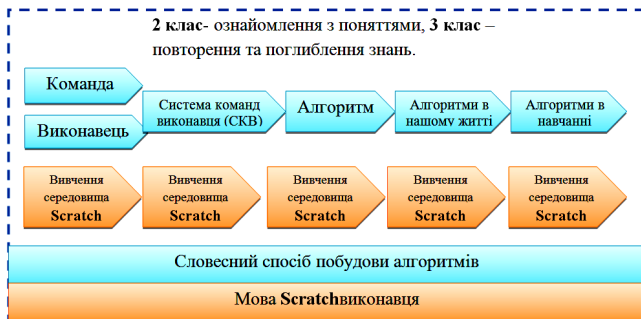 2 клас- ознайомлення з поняттями, 3 клас –
повторення та поглиблення знань.
Команда
Виконавець
Система команд
виконавця (СКВ)
Алгоритм
Алгоритми в
нашому житті
Алгоритми в
навчанні
Вивчення
середовища
Scratch
Вивчення
середовища
Scratch
Вивчення
середовища
Scratch
Вивчення
середовища
Scratch
Вивчення
середовища
Scratch
Словесний спосіб побудови алгоритмів
Мова Scratchвиконавця